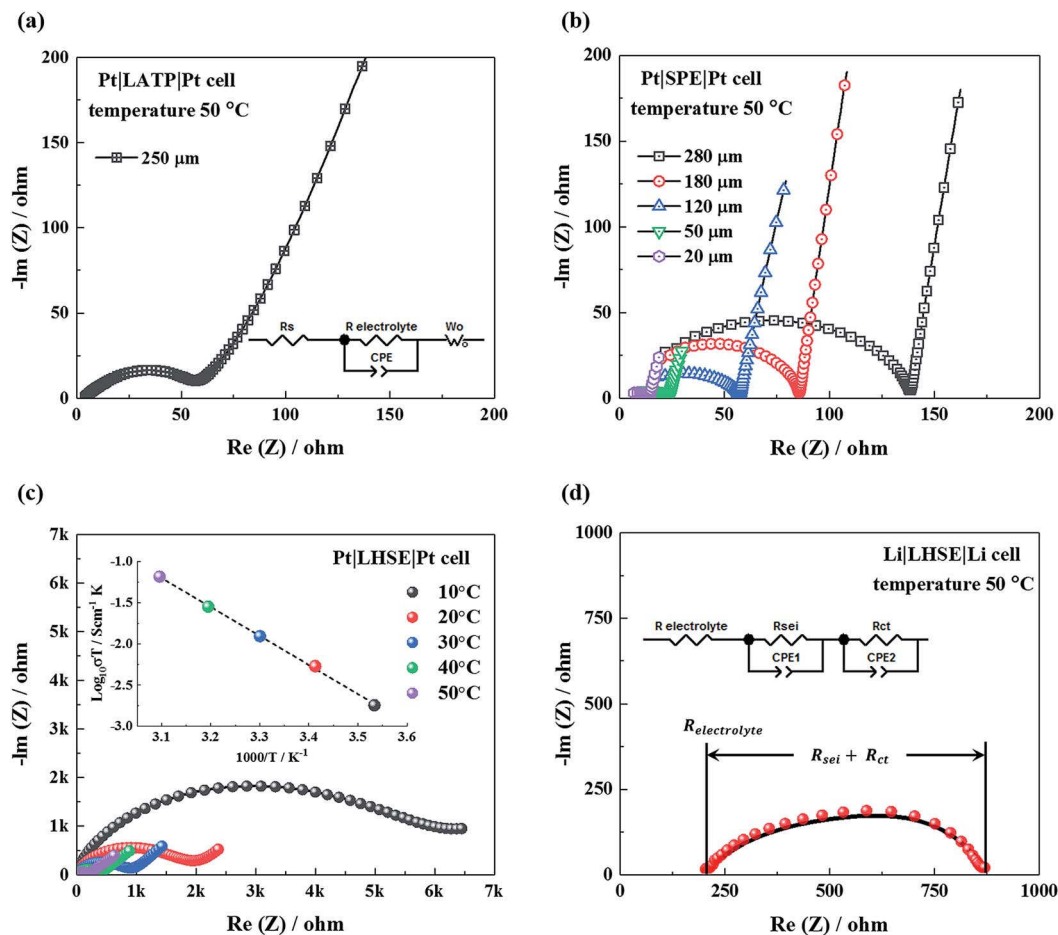 (a)
Pt|LATP|Pt cell
temperature 50 °C
250 μm
Rs
R electrolyte
Wo
CPE
200
150
100
50
0
0
50
100
150
200
-Im (Z) / ohm
Re (Z) / ohm
(b)
Pt|SPE|Pt cell
temperature 50 °C
280 μm
180 μm
120 μm
50 μm
20 μm
200
150
100
50
0
0
50
100
150
200
-Im (Z) / ohm
Re (Z) / ohm
(c)
Pt|LHSE|Pt cell
10°C
20°C
30°C
40°C
50°C
-1.0
-1.5
-2.0
-2.5
-3.0
3.1
3.2
3.3
3.4
3.5
3.6
Log10σT / Scm⁻¹ K
1000/T / K⁻¹
7k
6k
5k
4k
3k
2k
1k
0
0
1k
2k
3k
4k
5k
6k
7k
-Im (Z) / ohm
Re (Z) / ohm
(d)
Li|LHSE|Li cell
temperature 50 °C
R electrolyte
Rsei
Rct
CPE1
CPE2
Relectrolyte
Rsei + Rct
1000
750
500
250
0
0
250
500
750
1000
-Im (Z) / ohm
Re (Z) / ohm